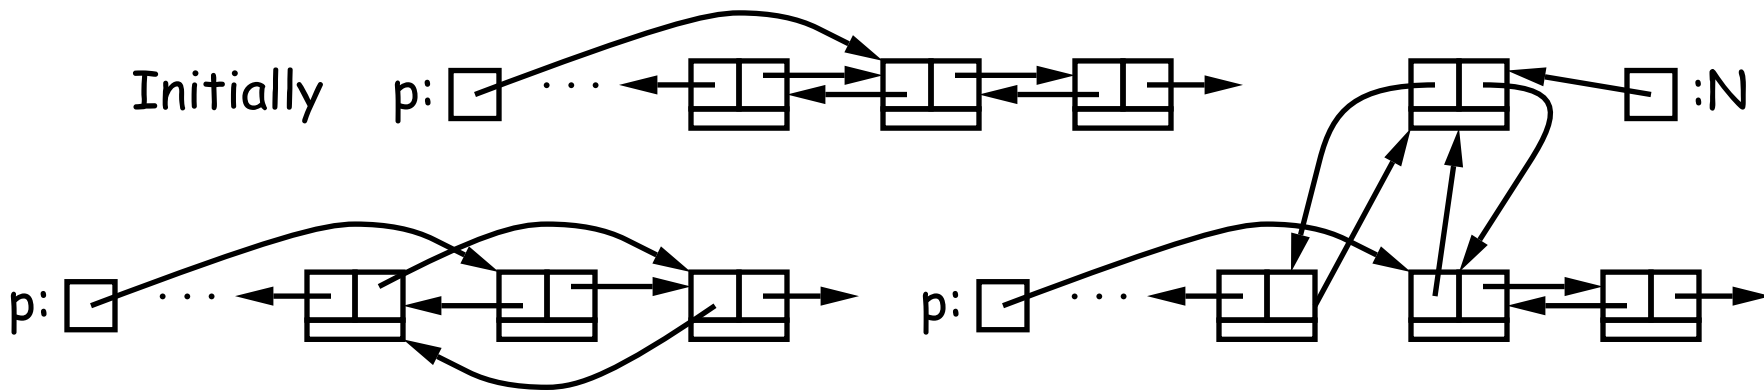 Initially p: . . . :N
p: . . . p: . . .